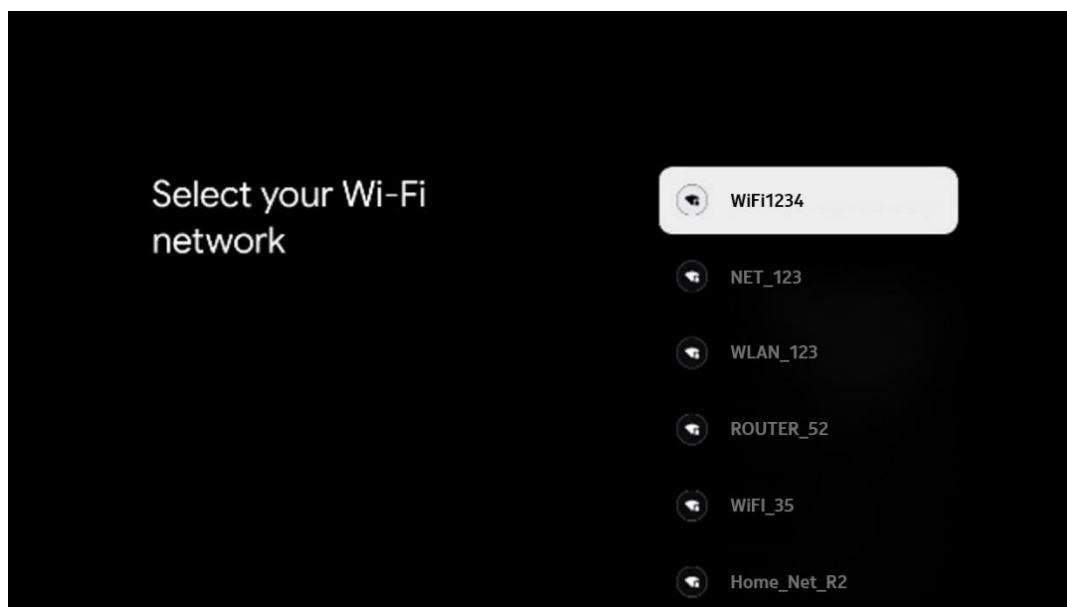 Select your Wi-Fi
network
WiFi1234
NET_123
WLAN_123
ROUTER_52
WiFI_35
Home_Net_R2